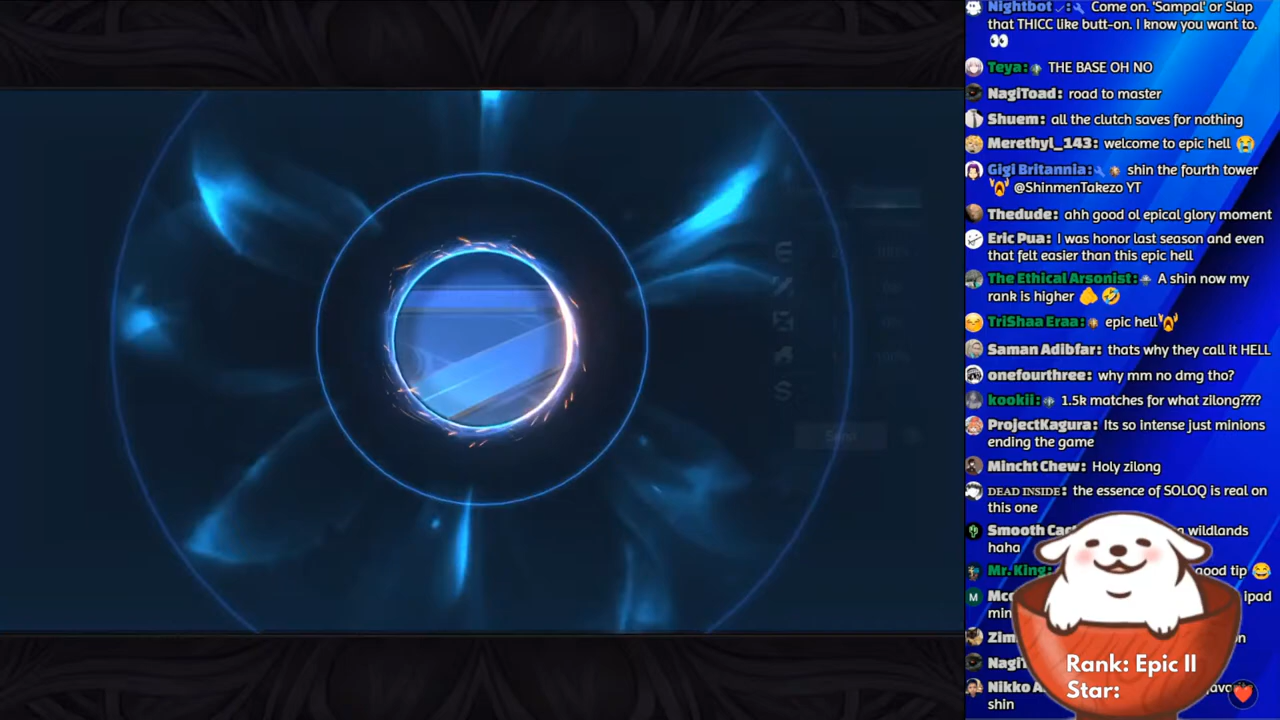 Nightbot: Come on. 'Sampal' or Slap
that THICC like butt-on. I know you want to.
Teya: THE BASE OH NO
NagiToad: road to master
Shuem: all the clutch saves for nothing
Merethyl_143: welcome to epic hell
Gigi Britannia: shin the fourth tower
@ShinmenTakezo YT
Thedude: ahh good ol epical glory moment
Eric Pua: I was honor last season and even
that felt easier than this epic hell
The Ethical Arsonist: A shin now my
rank is higher
TriShaa Eraa: epic hell
Saman Adibfar: thats why they call it HELL
onefourthree: why mm no dmg tho?
kookii: 1.5k matches for what zilong????
ProjectKagura: Its so intense just minions
ending the game
Mincht Chew: Holy zilong
DEAD INSIDE: the essence of SOLOQ is real on
this one
Smooth wildlands
haha
Mr. King: good tip
ipad
Rank: Epic II
Star:
Nikko
shin